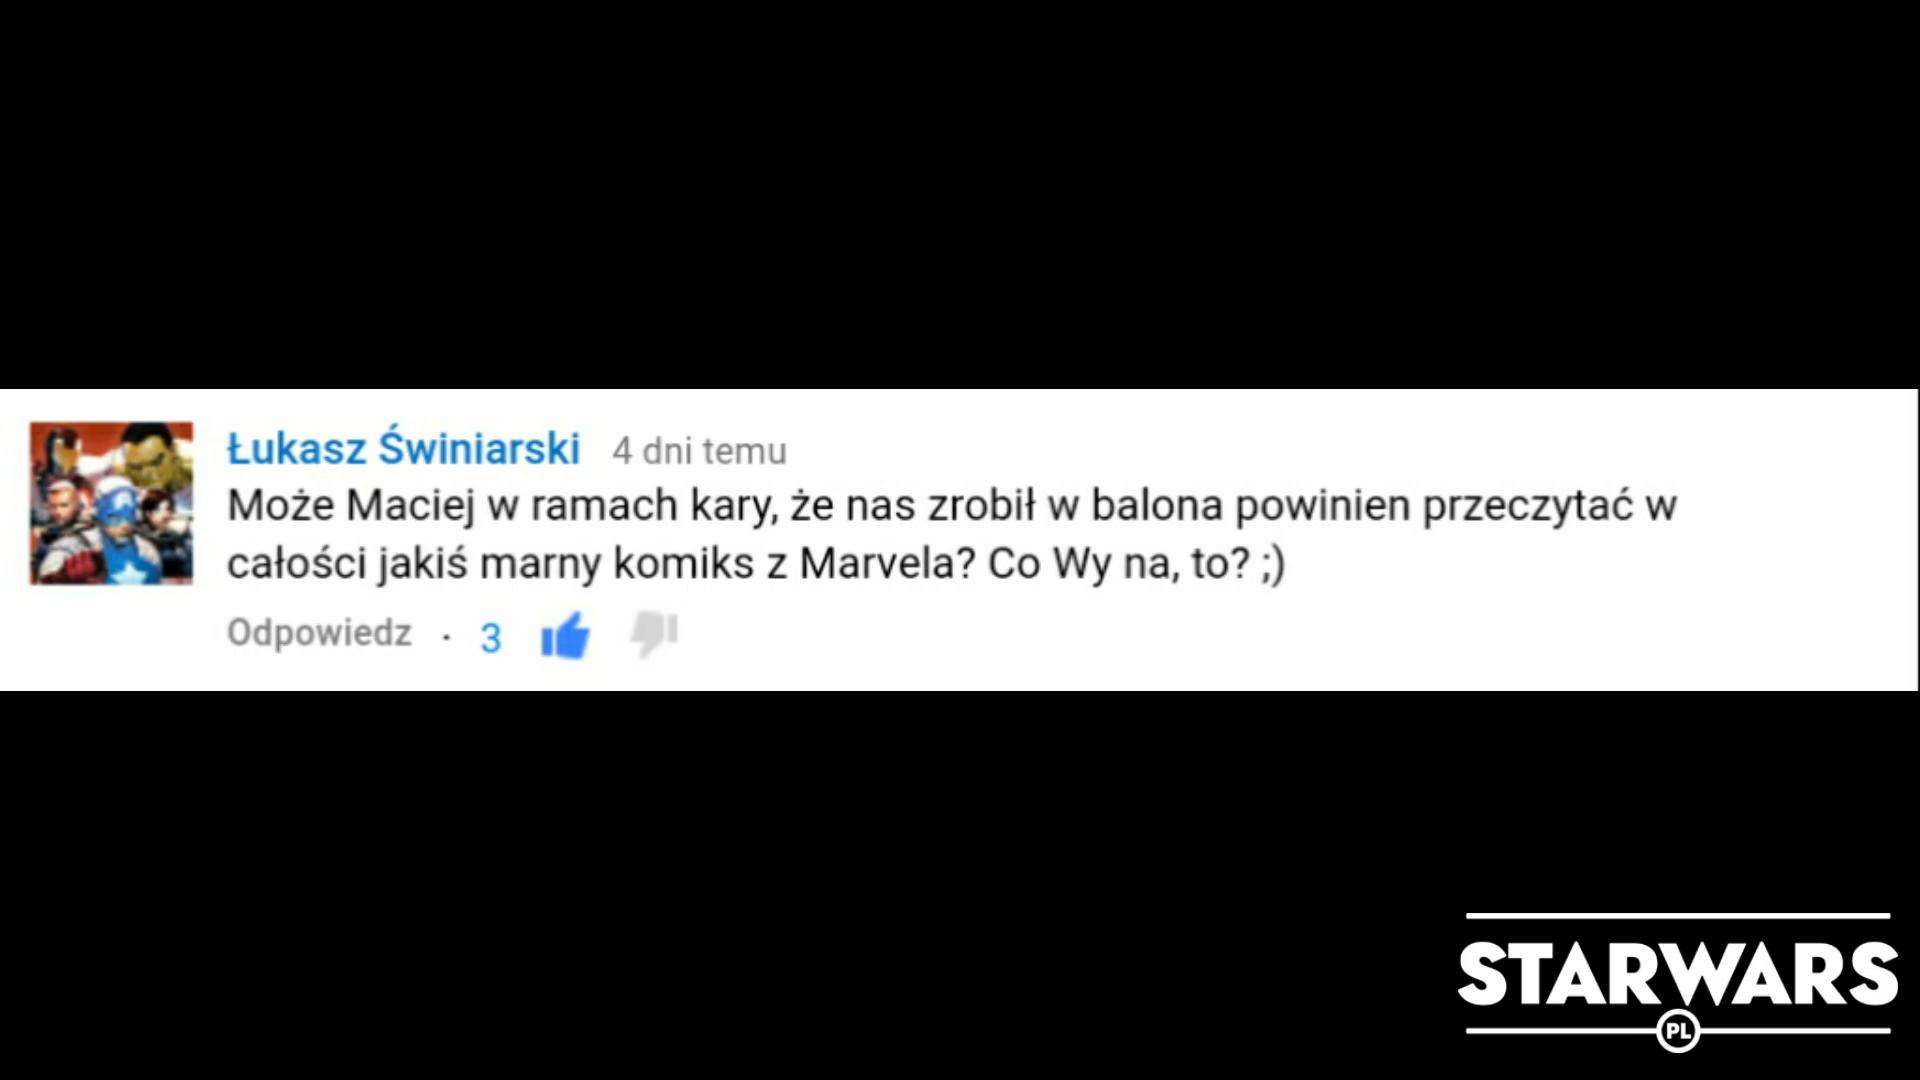 Łukasz Świniarski 4 dni temu
Może Maciej w ramach kary, że nas zrobił w balona powinien przeczytać w
całości jakiś marny komiks z Marvela? Co Wy na, to? ;)
Odpowiedz · 3
STARWARS
PL